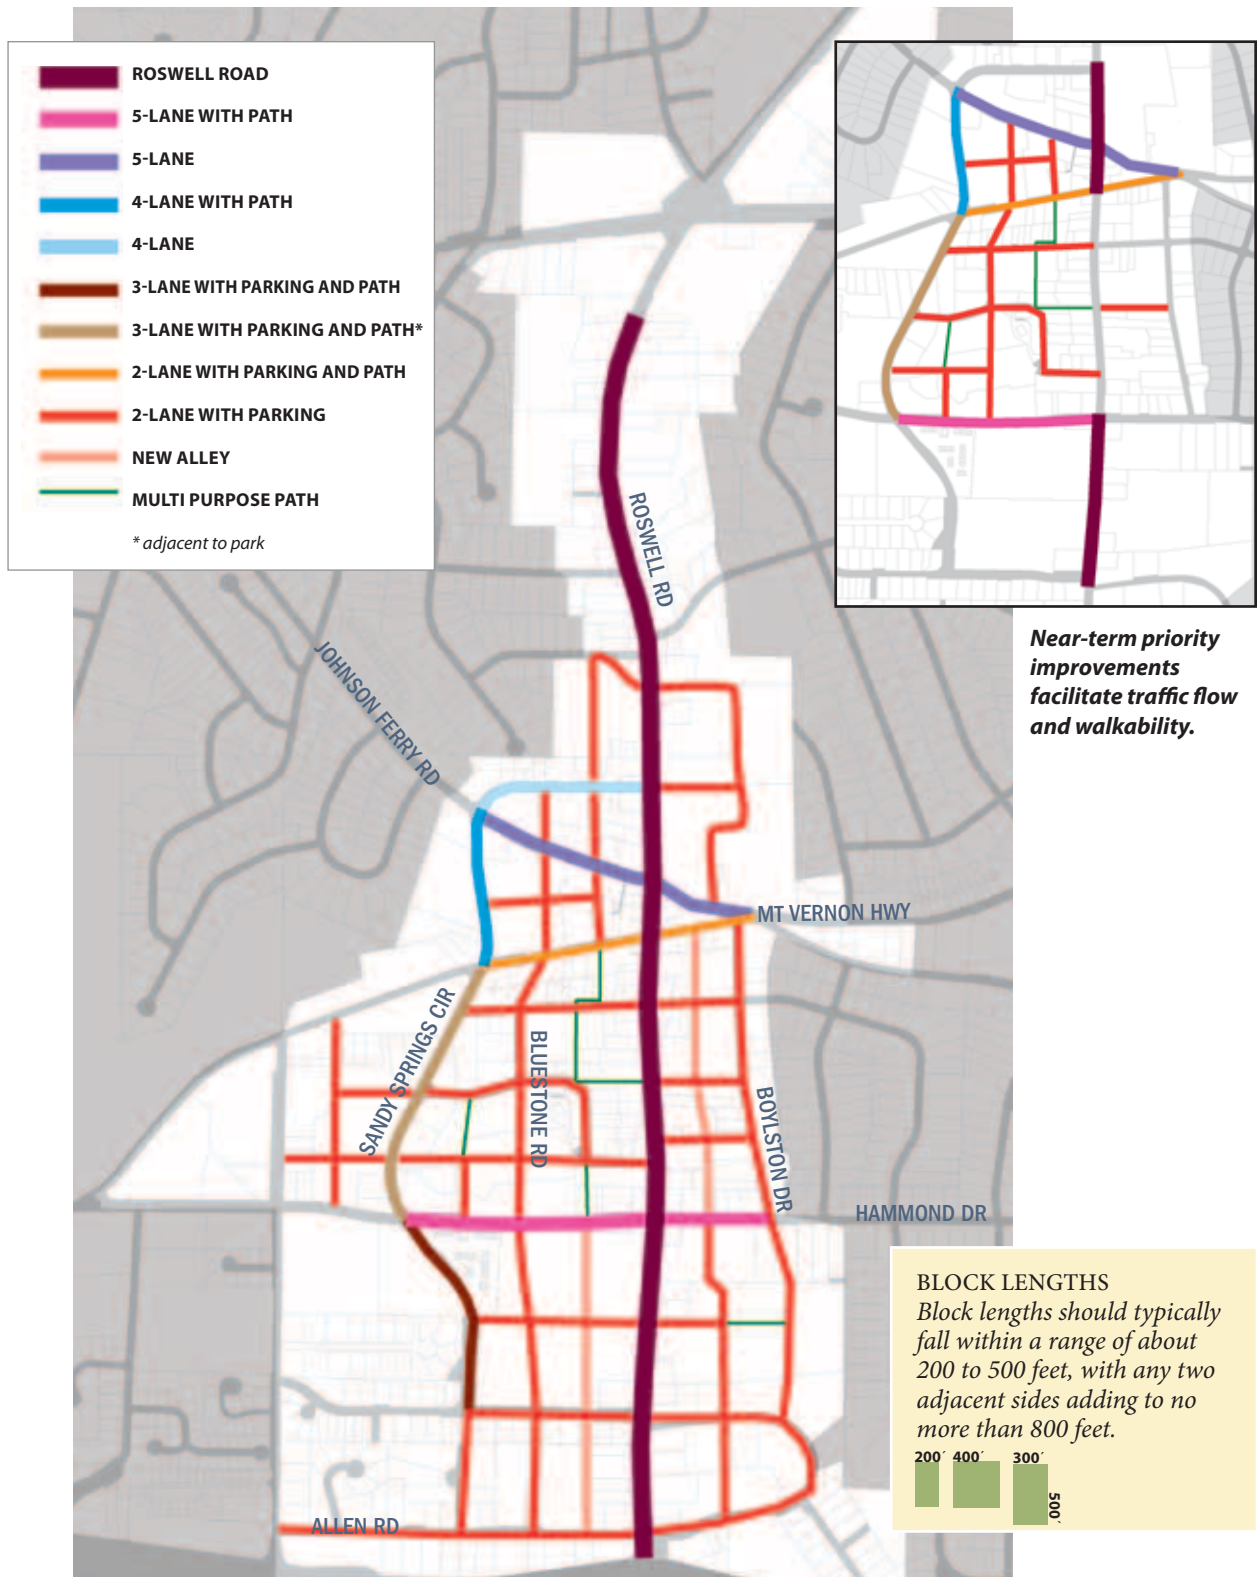 ROSWELL ROAD
5-LANE WITH PATH
5-LANE
4-LANE WITH PATH
4-LANE
3-LANE WITH PARKING AND PATH
3-LANE WITH PARKING AND PATH*
2-LANE WITH PARKING AND PATH
2-LANE WITH PARKING
NEW ALLEY
MULTI PURPOSE PATH
* adjacent to park
Near-term priority
improvements
facilitate traffic flow
and walkability.
ROSWELL RD
JOHNSON FERRY RD
MT VERNON HWY
SANDY SPRINGS CIR
BLUESTONE RD
BOYLSTON DR
HAMMOND DR
ALLEN RD
BLOCK LENGTHS
Block lengths should typically
fall within a range of about
200 to 500 feet, with any two
adjacent sides adding to no
more than 800 feet.
200´ 400´ 300´
500´